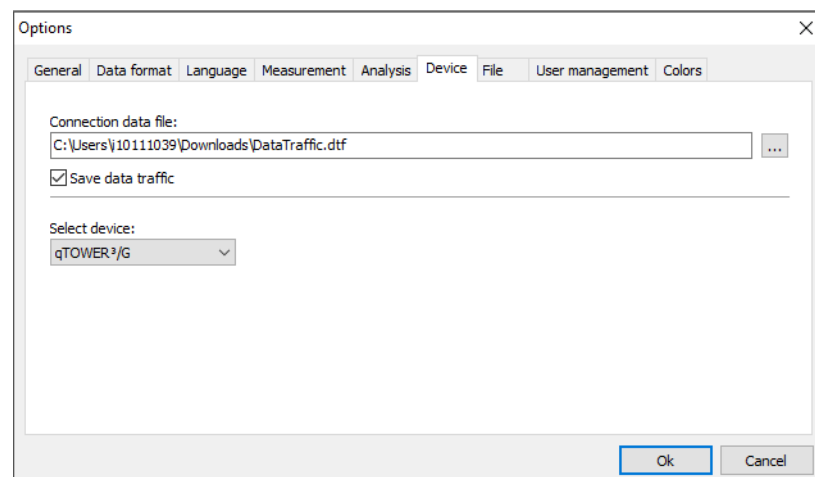 Options
General Data format Language Measurement Analysis Device File User management Colors
Connection data file:
C:\Users\i10111039\Downloads\DataTraffic.dtf
...
Save data traffic
Select device:
qTOWER³/G
Ok Cancel